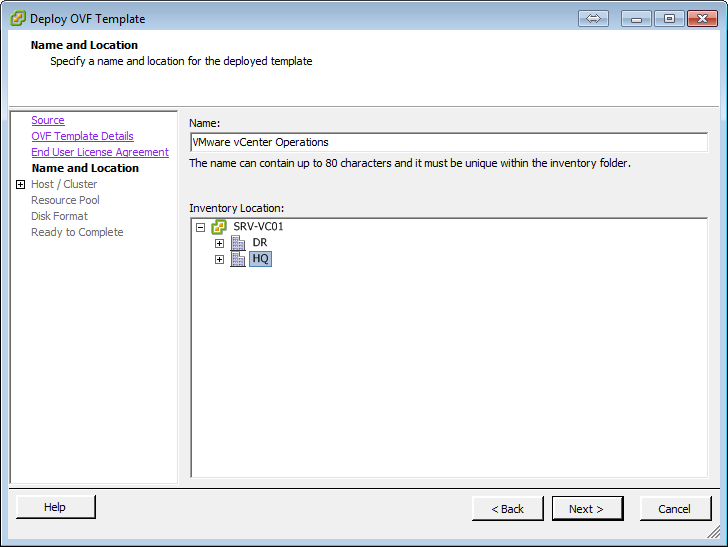 Deploy OVF Template
Name and Location
Specify a name and location for the deployed template
Source
OVF Template Details
End User License Agreement
Name and Location
Host / Cluster
Resource Pool
Disk Format
Ready to Complete
Name:
VMware vCenter Operations
The name can contain up to 80 characters and it must be unique within the inventory folder.
Inventory Location:
SRV-VC01
DR
HQ
Help
< Back
Next >
Cancel